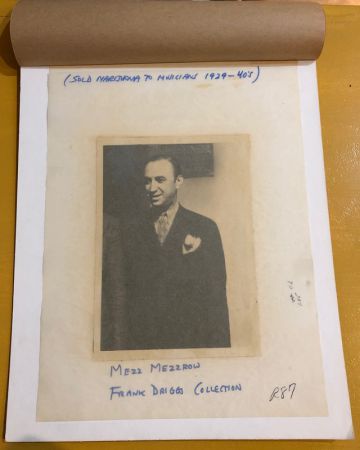 (SOLD MARIJUANA TO MUSICIANS 1929-40'S)
MEZZ MEZZROW
FRANK DRIGGS COLLECTION
R87